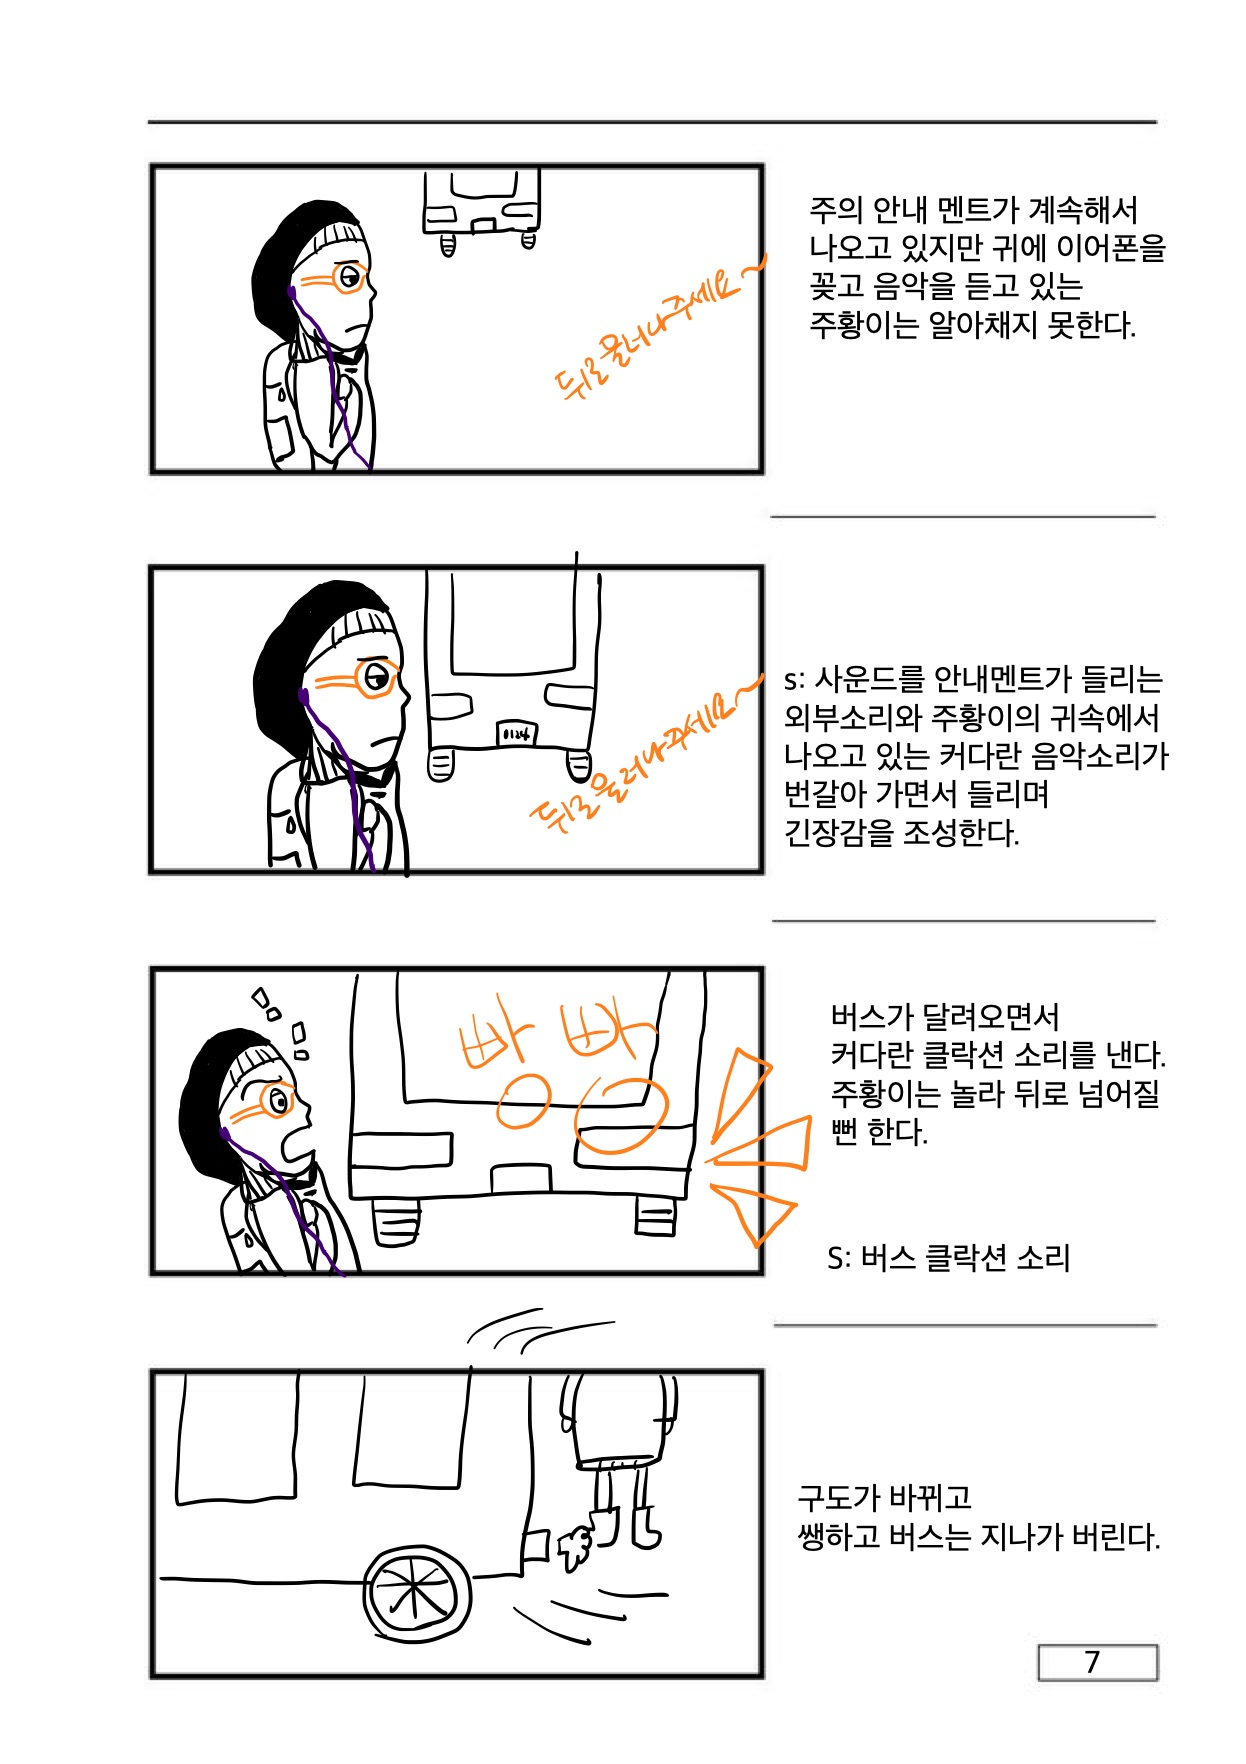 주의 안내 멘트가 계속해서
나오고 있지만 귀에 이어폰을
꽂고 음악을 듣고 있는
주황이는 알아채지 못한다.
뒤로 물러나주세요~
s: 사운드를 안내멘트가 들리는
외부소리와 주황이의 귀속에서
나오고 있는 커다란 음악소리가
번갈아 가면서 들리며
긴장감을 조성한다.
0124
뒤로 물러나주세요~
버스가 달려오면서
커다란 클락션 소리를 낸다.
주황이는 놀라 뒤로 넘어질
뻔 한다.
빵 빵
S: 버스 클락션 소리
구도가 바뀌고
쌩하고 버스는 지나가 버린다.
7